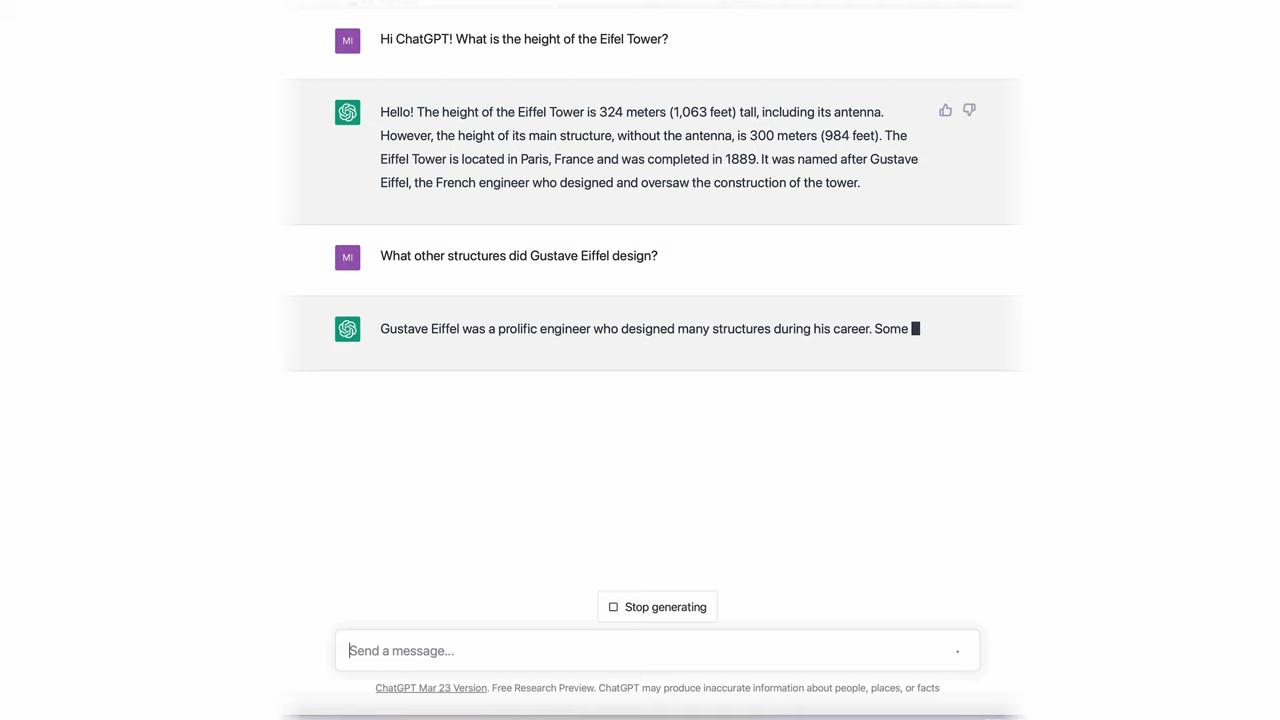 MI
Hi ChatGPT! What is the height of the Eifel Tower?
Hello! The height of the Eiffel Tower is 324 meters (1,063 feet) tall, including its antenna.
However, the height of its main structure, without the antenna, is 300 meters (984 feet). The
Eiffel Tower is located in Paris, France and was completed in 1889. It was named after Gustave
Eiffel, the French engineer who designed and oversaw the construction of the tower.
MI
What other structures did Gustave Eiffel design?
Gustave Eiffel was a prolific engineer who designed many structures during his career. Some
Stop generating
Send a message...
ChatGPT Mar 23 Version. Free Research Preview. ChatGPT may produce inaccurate information about people, places, or facts